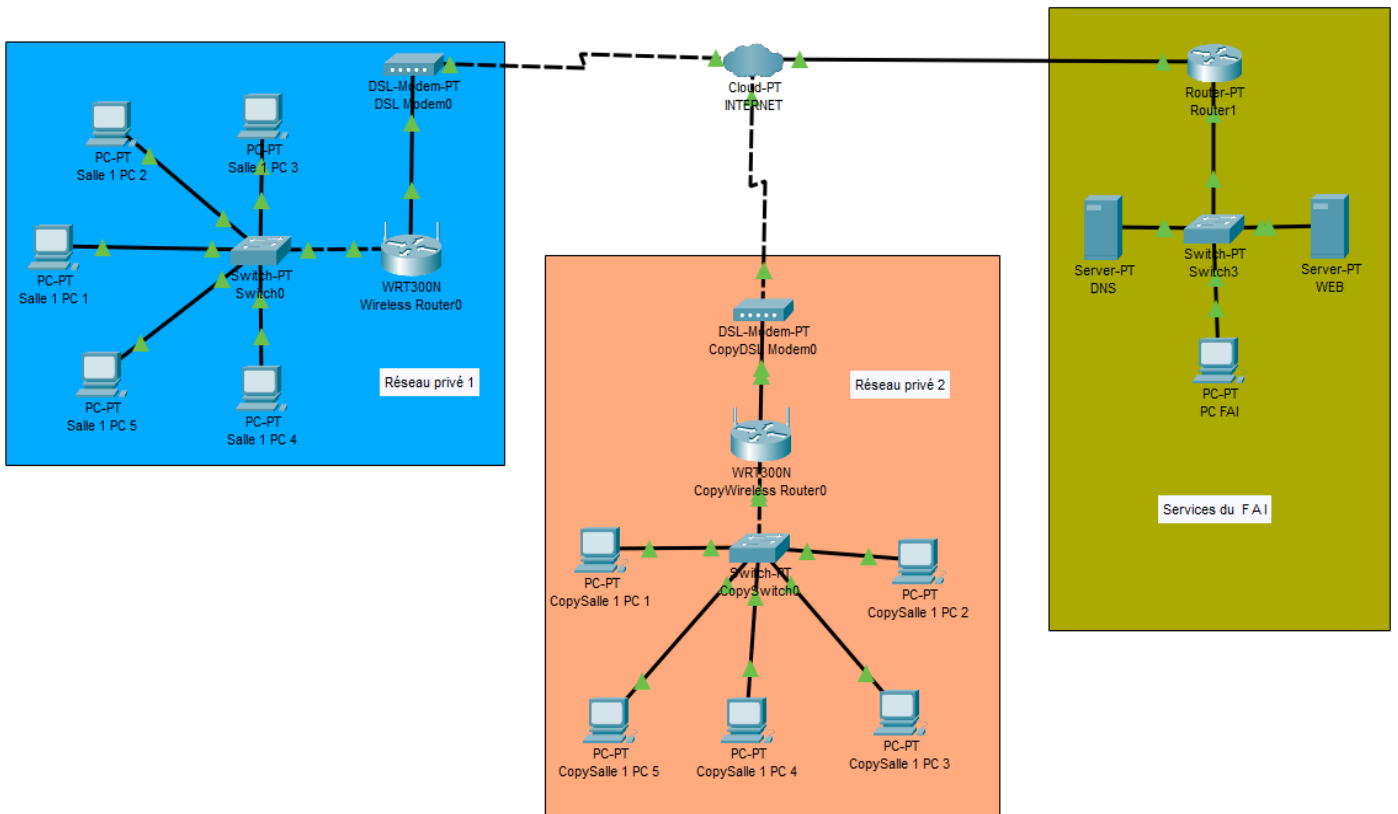 DSL-Modem-PT
DSL Modem0
PC-PT
Salle 1 PC 2
PC-PT
Salle 1 PC 3
PC-PT
Salle 1 PC 1
Switch-PT
Switch0
WRT300N
Wireless Router0
PC-PT
Salle 1 PC 5
PC-PT
Salle 1 PC 4
Réseau privé 1
Cloud-PT
INTERNET
DSL-Modem-PT
CopyDSL Modem0
Réseau privé 2
WRT300N
CopyWireless Router0
PC-PT
CopySalle 1 PC 1
Switch-PT
CopySwitch0
PC-PT
CopySalle 1 PC 2
PC-PT
CopySalle 1 PC 5
PC-PT
CopySalle 1 PC 4
PC-PT
CopySalle 1 PC 3
Router-PT
Router1
Server-PT
DNS
Switch-PT
Switch3
Server-PT
WEB
PC-PT
PC FAI
Services du F A I